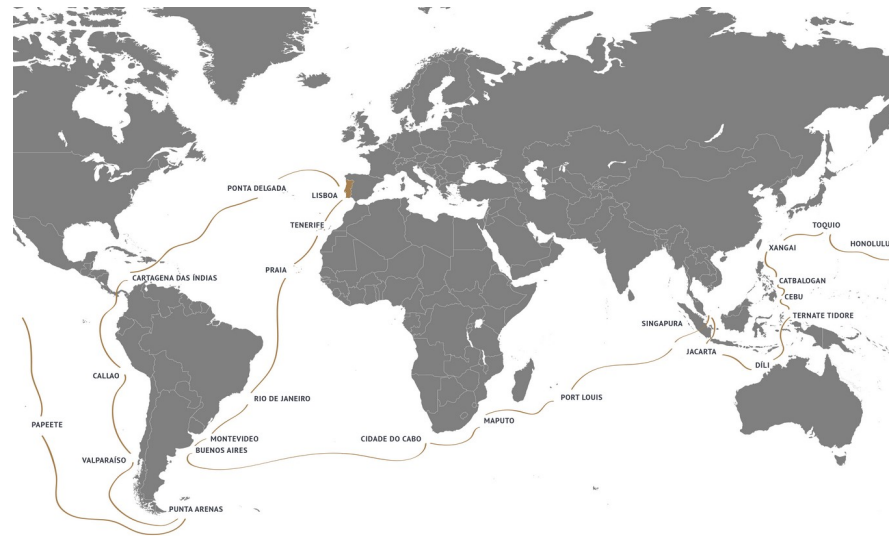 PONTA DELGADA
LISBOA
TENERIFE
TOQUIO
XANGAI
HONOLULU
PRAIA
CARTAGENA DAS ÍNDIAS
CATBALOGAN
CEBU
TERNATE TIDORE
SINGAPURA
JACARTA
DÍLI
CALLAO
RIO DE JANEIRO
PORT LOUIS
PAPEETE
MAPUTO
MONTEVIDEO
CIDADE DO CABO
BUENOS AIRES
VALPARAÍSO
PUNTA ARENAS